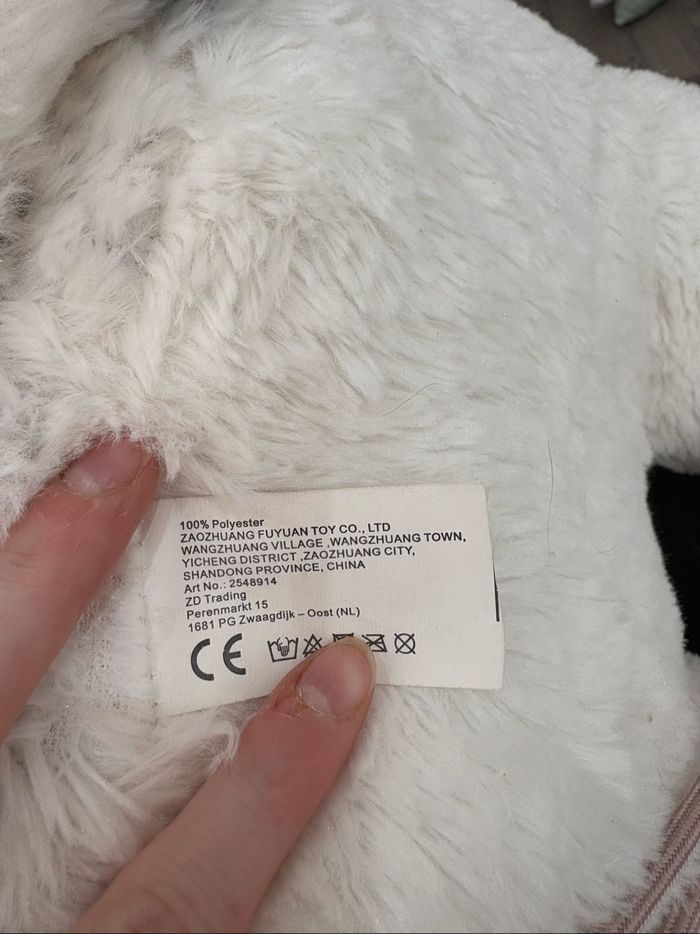 100% Polyester
ZAOZHUANG FUYUAN TOY CO., LTD
WANGZHUANG VILLAGE ,WANGZHUANG TOWN,
YICHENG DISTRICT ,ZAOZHUANG CITY,
SHANDONG PROVINCE, CHINA
Art No.: 2548914
ZD Trading
Perenmarkt 15
1681 PG Zwaagdijk – Oost (NL)
CE